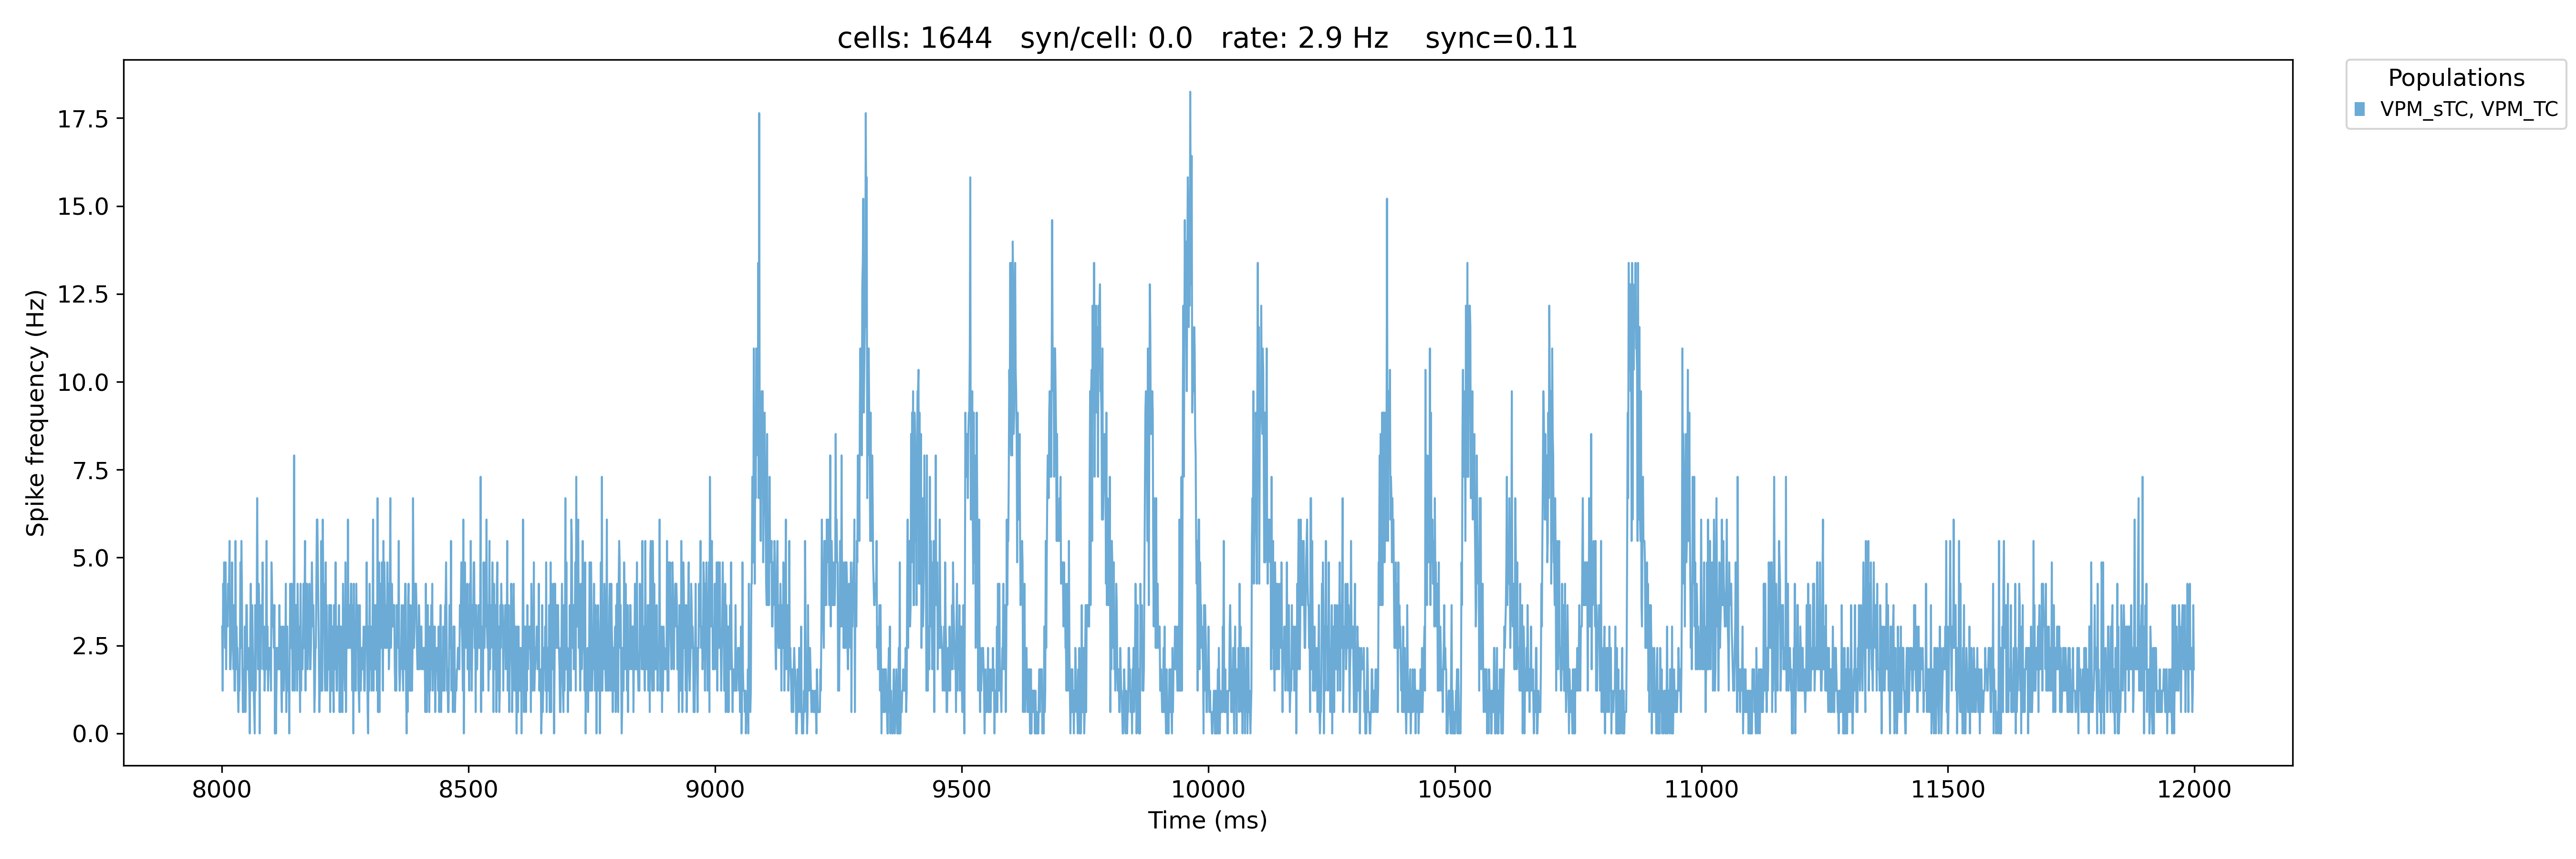 cells: 1644 syn/cell: 0.0 rate: 2.9 Hz sync=0.11
Populations
VPM_sTC, VPM_TC
Spike frequency (Hz)
17.5
15.0
12.5
10.0
7.5
5.0
2.5
0.0
8000 8500 9000 9500 10000 10500 11000 11500 12000
Time (ms)